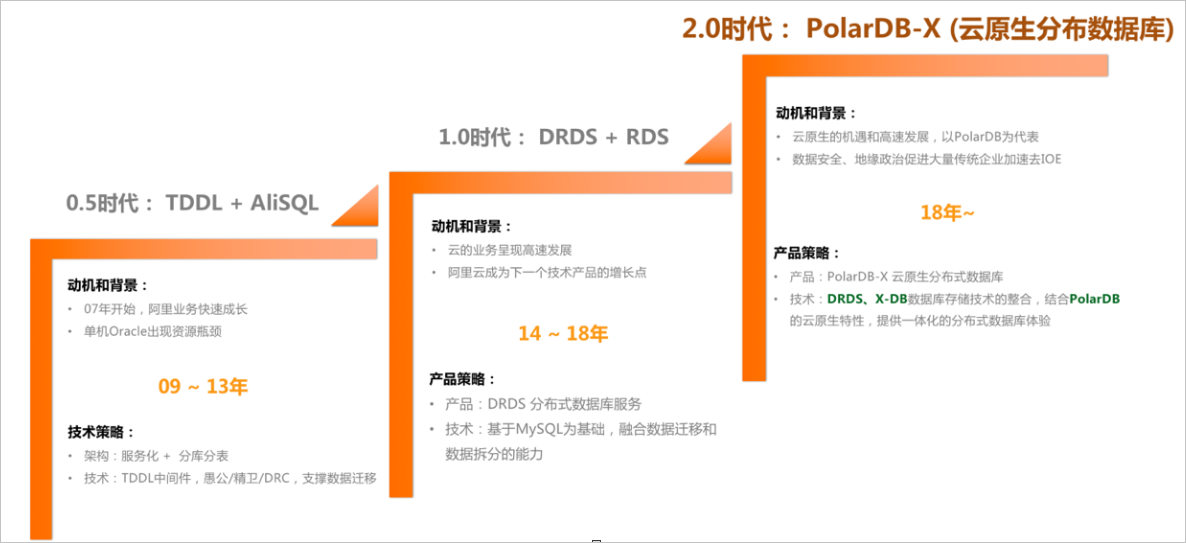 2.0时代： PolarDB-X (云原生分布数据库)
动机和背景：
• 云原生的机遇和高速发展，以PolarDB为代表
• 数据安全、地缘政治促进大量传统企业加速去IOE
18年~
产品策略：
• 产品：PolarDB-X 云原生分布式数据库
• 技术：DRDS、X-DB数据库存储技术的整合，结合PolarDB
的云原生特性，提供一体化的分布式数据库体验
1.0时代： DRDS + RDS
动机和背景：
• 云的业务呈现高速发展
• 阿里云成为下一个技术产品的增长点
14 ~ 18年
产品策略：
• 产品：DRDS 分布式数据库服务
• 技术：基于MySQL为基础，融合数据迁移和
数据拆分的能力
0.5时代： TDDL + AliSQL
动机和背景：
• 07年开始，阿里业务快速成长
• 单机Oracle出现资源瓶颈
09 ~ 13年
技术策略：
• 架构：服务化 + 分库分表
• 技术：TDDL中间件，愚公/精卫/DRC，支撑数据迁移